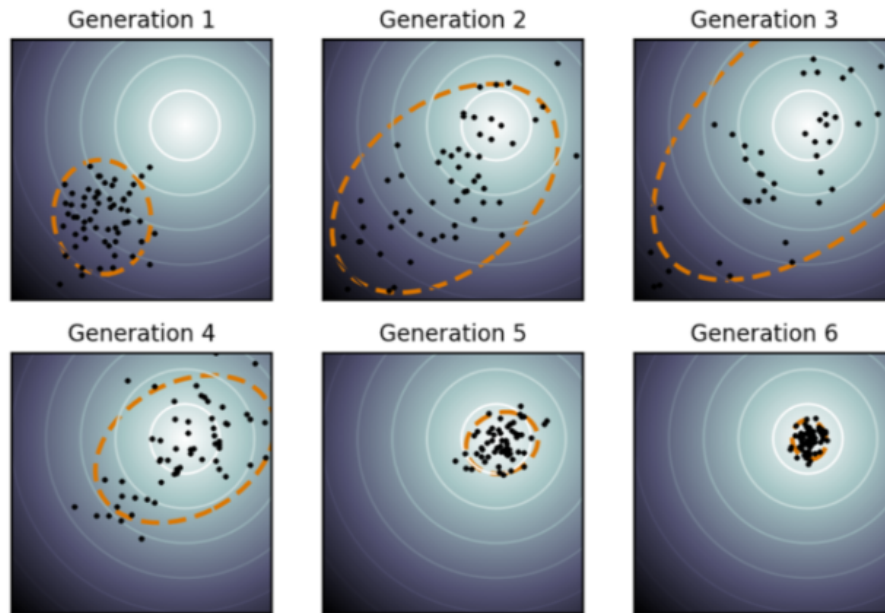 Generation 1
Generation 2
Generation 3
Generation 4
Generation 5
Generation 6